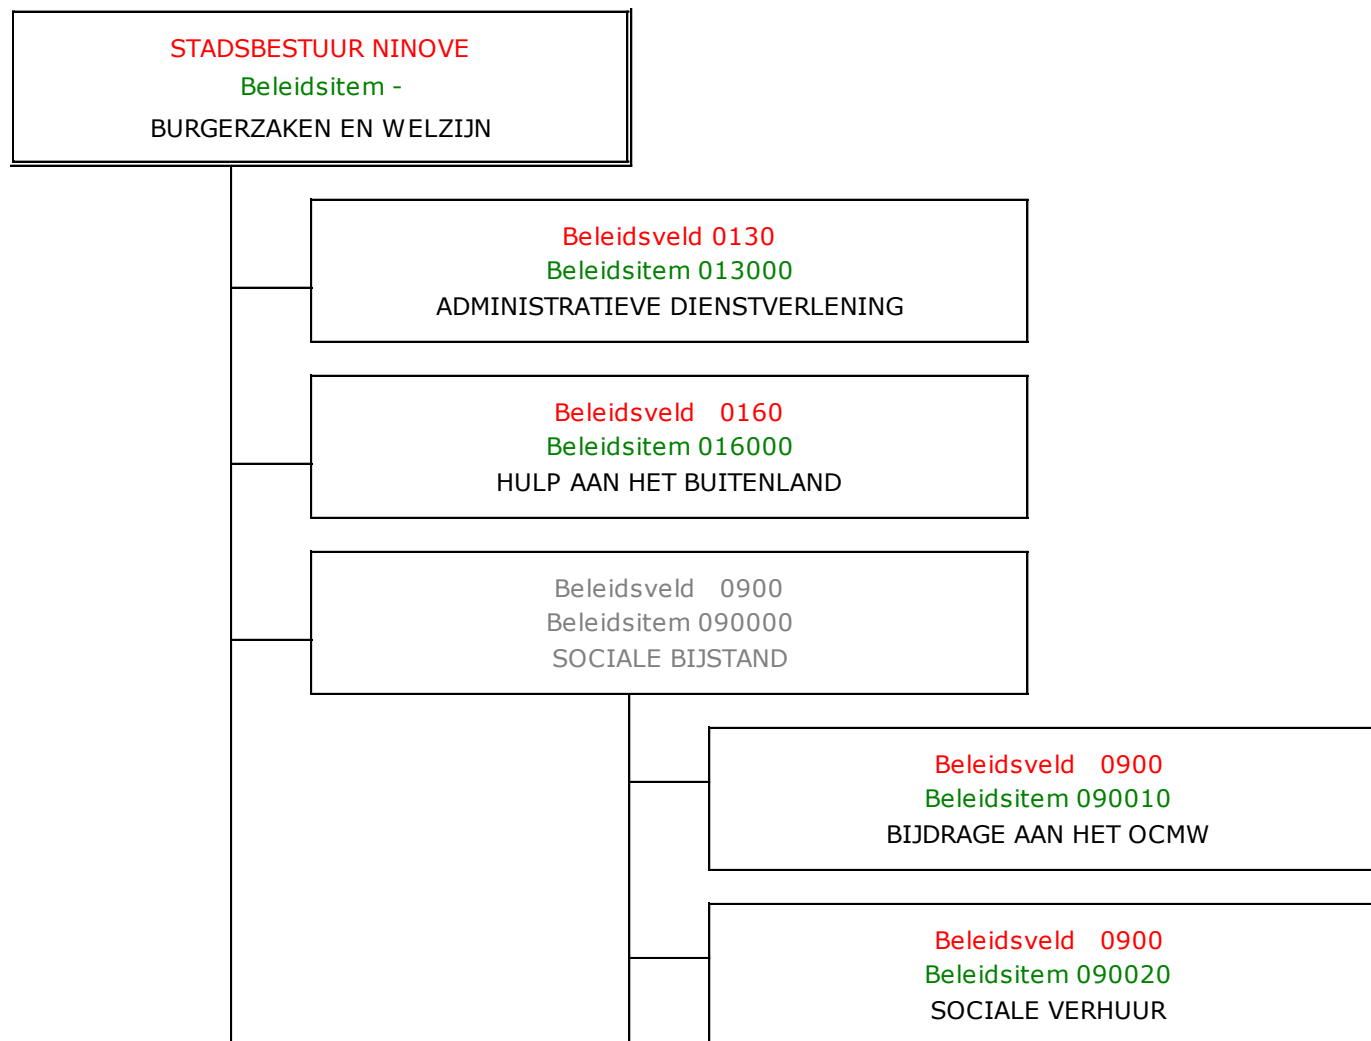 STADSBESTUUR NINOVE
Beleidsitem -
BURGERZAKEN EN WELZIJN
Beleidsveld 0130
Beleidsitem 013000
ADMINISTRATIEVE DIENSTVERLENING
Beleidsveld 0160
Beleidsitem 016000
HULP AAN HET BUITENLAND
Beleidsveld 0900
Beleidsitem 090000
SOCIALE BIJSTAND
Beleidsveld 0900
Beleidsitem 090010
BIJDRAGE AAN HET OCMW
Beleidsveld 0900
Beleidsitem 090020
SOCIALE VERHUUR